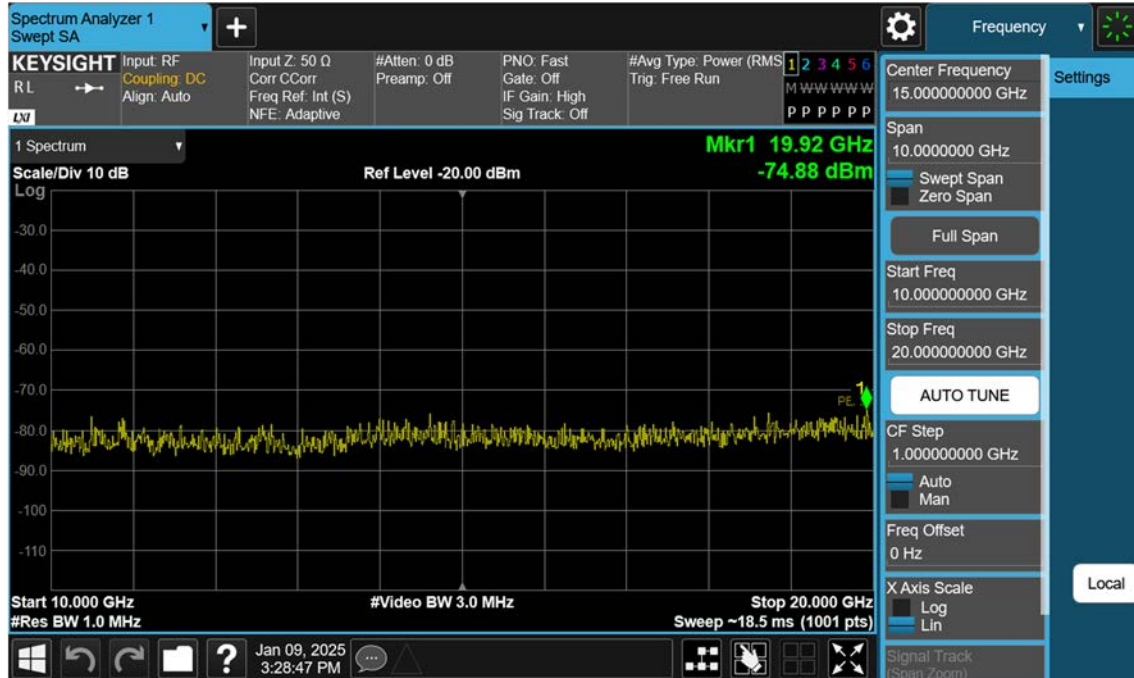 Spectrum Analyzer 1
Swept SA
Frequency
KEYSIGHT
R L
LXI
Input: RF
Coupling: DC
Align: Auto
Input Z: 50 Ω
Corr CCorr
Freq Ref: Int (S)
NFE: Adaptive
#Atten: 0 dB
Preamp: Off
PNO: Fast
Gate: Off
IF Gain: High
Sig Track: Off
#Avg Type: Power (RMS
Trig: Free Run
1 2 3 4 5 6
M W W W W W
P P P P P P
1 Spectrum
Scale/Div 10 dB
Ref Level -20.00 dBm
Mkr1 19.92 GHz
-74.88 dBm
Log
-30.0
-40.0
-50.0
-60.0
-70.0
-80.0
-90.0
-100
-110
1
Start 10.000 GHz
#Video BW 3.0 MHz
Stop 20.000 GHz
#Res BW 1.0 MHz
Sweep ~18.5 ms (1001 pts)
Jan 09, 2025
3:28:47 PM
Center Frequency
15.000000000 GHz
Settings
Span
10.0000000 GHz
Swept Span
Zero Span
Full Span
Start Freq
10.000000000 GHz
Stop Freq
20.000000000 GHz
AUTO TUNE
CF Step
1.000000000 GHz
Auto
Man
Freq Offset
0 Hz
X Axis Scale
Log
Lin
Local
Signal Track
(Span Zoom)